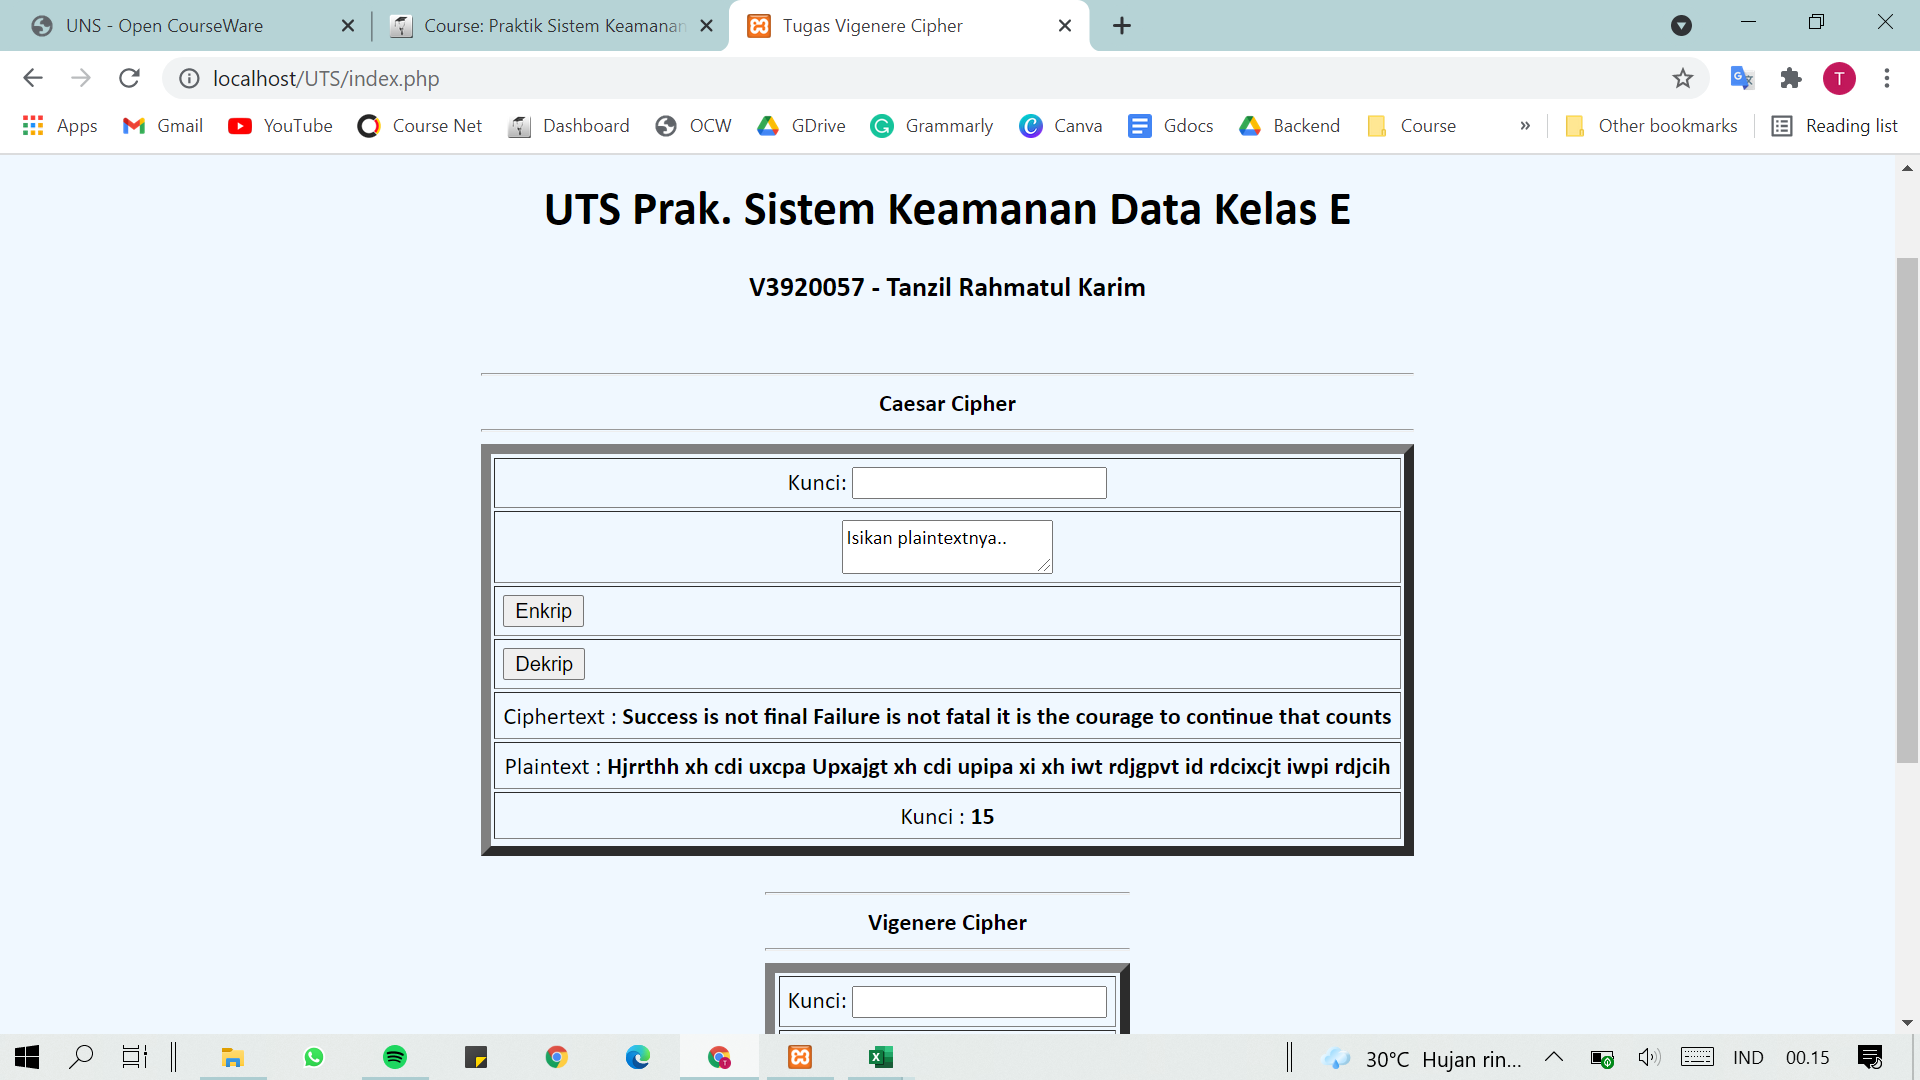 UNS - Open CourseWare
Course: Praktik Sistem Keamanan
Tugas Vigenere Cipher
localhost/UTS/index.php
T
Apps
Gmail
YouTube
Course Net
Dashboard
OCW
GDrive
Grammarly
Canva
Gdocs
Backend
Course
»
Other bookmarks
Reading list
UTS Prak. Sistem Keamanan Data Kelas E
V3920057 - Tanzil Rahmatul Karim
Caesar Cipher
Kunci:
Isikan plaintextnya..
Enkrip
Dekrip
Ciphertext : Success is not final Failure is not fatal it is the courage to continue that counts
Plaintext : Hjrrthh xh cdi uxcpa Upxajgt xh cdi upipa xi xh iwt rdjgpvt id rdcixcjt iwpi rdjcih
Kunci : 15
Vigenere Cipher
Kunci:
30°C Hujan rin...
IND
00.15